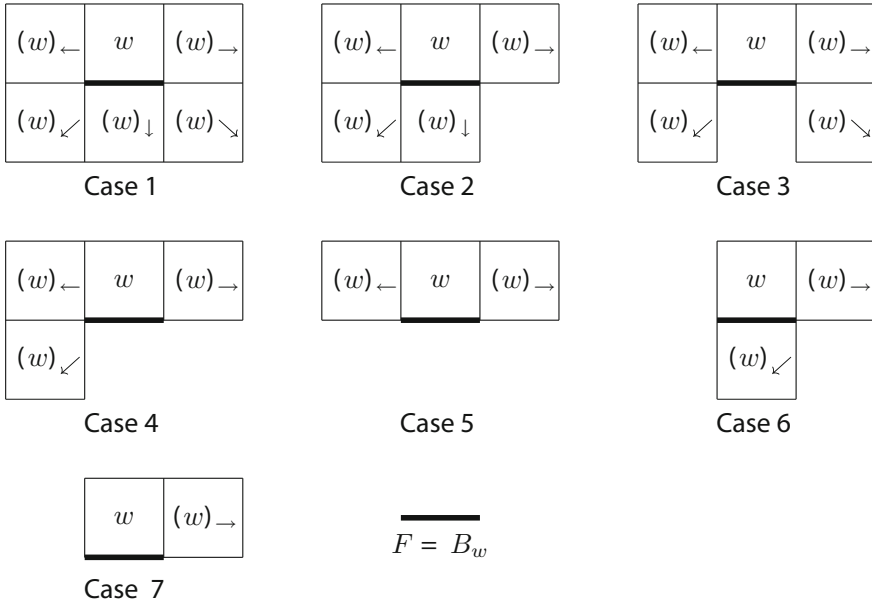 (w)← w (w)→ (w)← w (w)→ (w)← w (w)→
(w)↙ (w)↓ (w)↘ (w)↙ (w)↓ (w)↙ (w)↘
Case 1 Case 2 Case 3
(w)← w (w)→ (w)← w (w)→ w (w)→
(w)↙ (w)↙
Case 4 Case 5 Case 6
w (w)→
F = B_w
Case 7